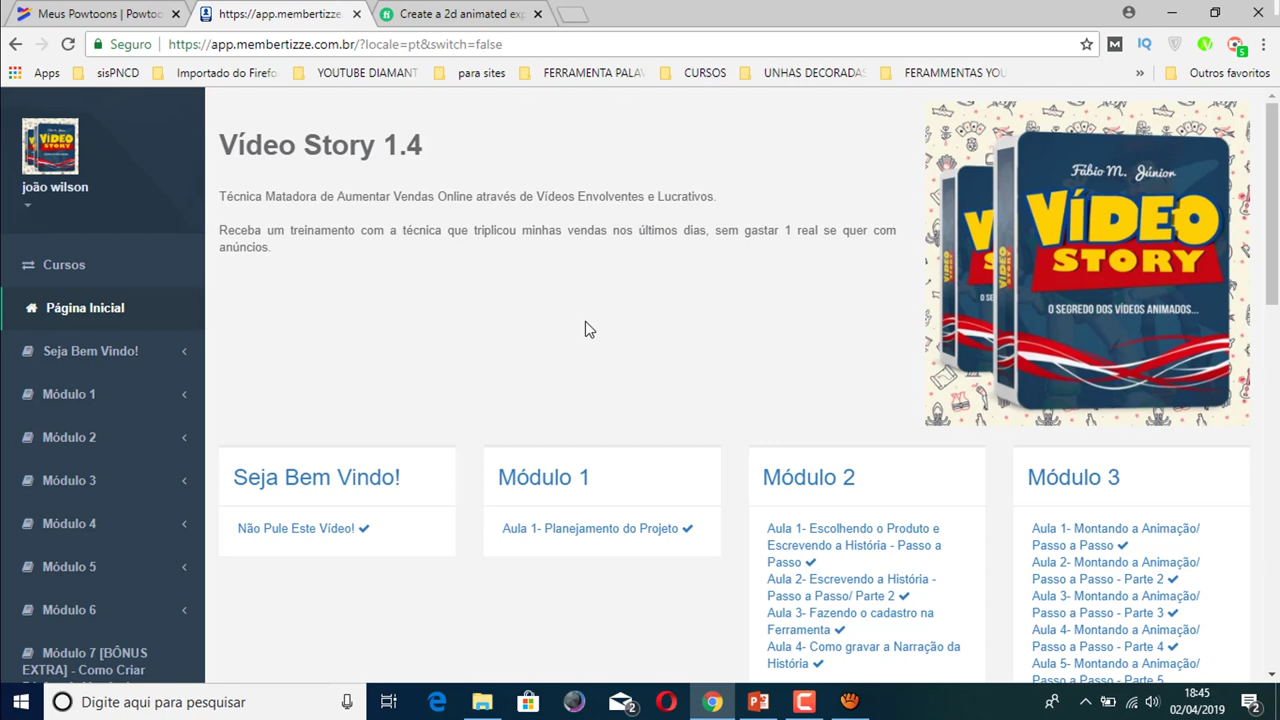 Meus Powtoons | Powtoo
https://app.membertizze.
Create a 2d animated exp
Seguro
https://app.membertizze.com.br/?locale=pt&switch=false
M
IQ
5
Apps
sisPNCD
Importado do Firefo
YOUTUBE DIAMANT
para sites
FERRAMENTA PALAV
CURSOS
UNHAS DECORADAS
FERAMMENTAS YOU
»
Outros favoritos
joão wilson
Cursos
Página Inicial
Seja Bem Vindo!
Módulo 1
Módulo 2
Módulo 3
Módulo 4
Módulo 5
Módulo 6
Módulo 7 [BÔNUS
EXTRA] - Como Criar
Vídeo Story 1.4
Técnica Matadora de Aumentar Vendas Online através de Vídeos Envolventes e Lucrativos.
Receba um treinamento com a técnica que triplicou minhas vendas nos últimos dias, sem gastar 1 real se quer com
anúncios.
Fábio M. Júnior
VÍDEO
STORY
O SEGREDO DOS VÍDEOS ANIMADOS...
Seja Bem Vindo!
Não Pule Este Vídeo!
Módulo 1
Aula 1- Planejamento do Projeto
Módulo 2
Aula 1- Escolhendo o Produto e
Escrevendo a História - Passo a
Passo
Aula 2- Escrevendo a História -
Passo a Passo/ Parte 2
Aula 3- Fazendo o cadastro na
Ferramenta
Aula 4- Como gravar a Narração da
História
Módulo 3
Aula 1- Montando a Animação/
Passo a Passo
Aula 2- Montando a Animação/
Passo a Passo - Parte 2
Aula 3- Montando a Animação/
Passo a Passo - Parte 3
Aula 4- Montando a Animação/
Passo a Passo - Parte 4
Aula 5- Montando a Animação/
Passo a Passo - Parte 5
Digite aqui para pesquisar
2
18:45
02/04/2019
2